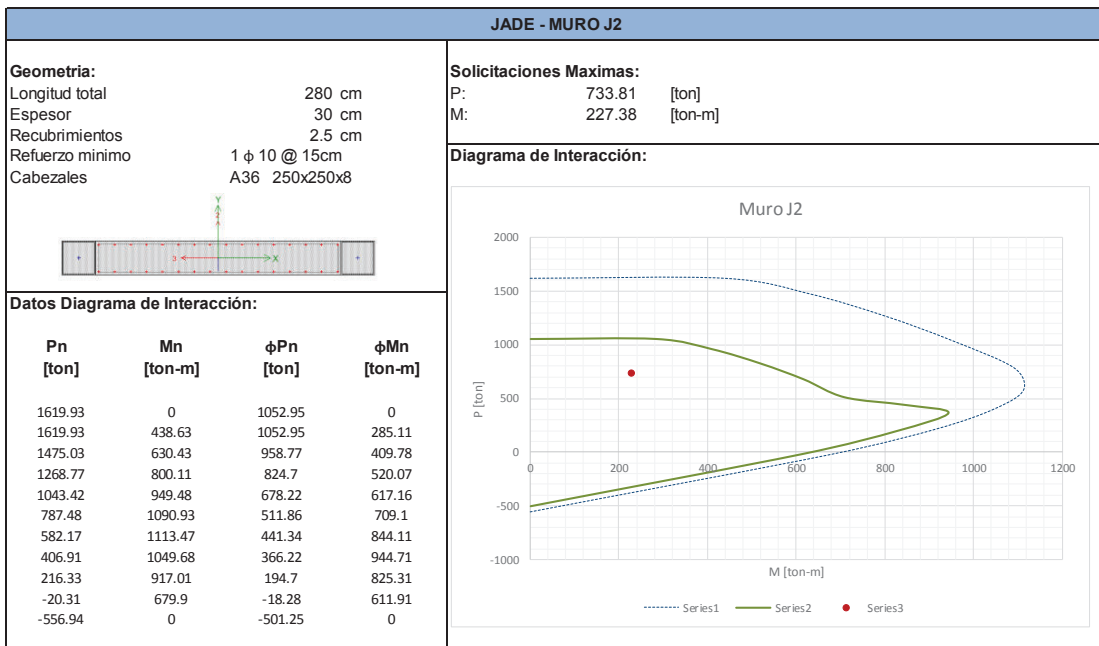 JADE - MURO J2
Geometria:
Longitud total 280 cm
Espesor 30 cm
Recubrimientos 2.5 cm
Refuerzo minimo 1 ϕ 10 @ 15cm
Cabezales A36 250x250x8
Y
2
3
X
Solicitaciones Maximas:
P: 733.81 [ton]
M: 227.38 [ton-m]
Datos Diagrama de Interacción:
Pn Mn ϕPn ϕMn
[ton] [ton-m] [ton] [ton-m]
1619.93 0 1052.95 0
1619.93 438.63 1052.95 285.11
1475.03 630.43 958.77 409.78
1268.77 800.11 824.7 520.07
1043.42 949.48 678.22 617.16
787.48 1090.93 511.86 709.1
582.17 1113.47 441.34 844.11
406.91 1049.68 366.22 944.71
216.33 917.01 194.7 825.31
-20.31 679.9 -18.28 611.91
-556.94 0 -501.25 0
Diagrama de Interacción:
Muro J2
2000
1500
1000
500
0
-500
-1000
0 200 400 600 800 1000 1200
P [ton]
M [ton-m]
Series1 Series2 Series3